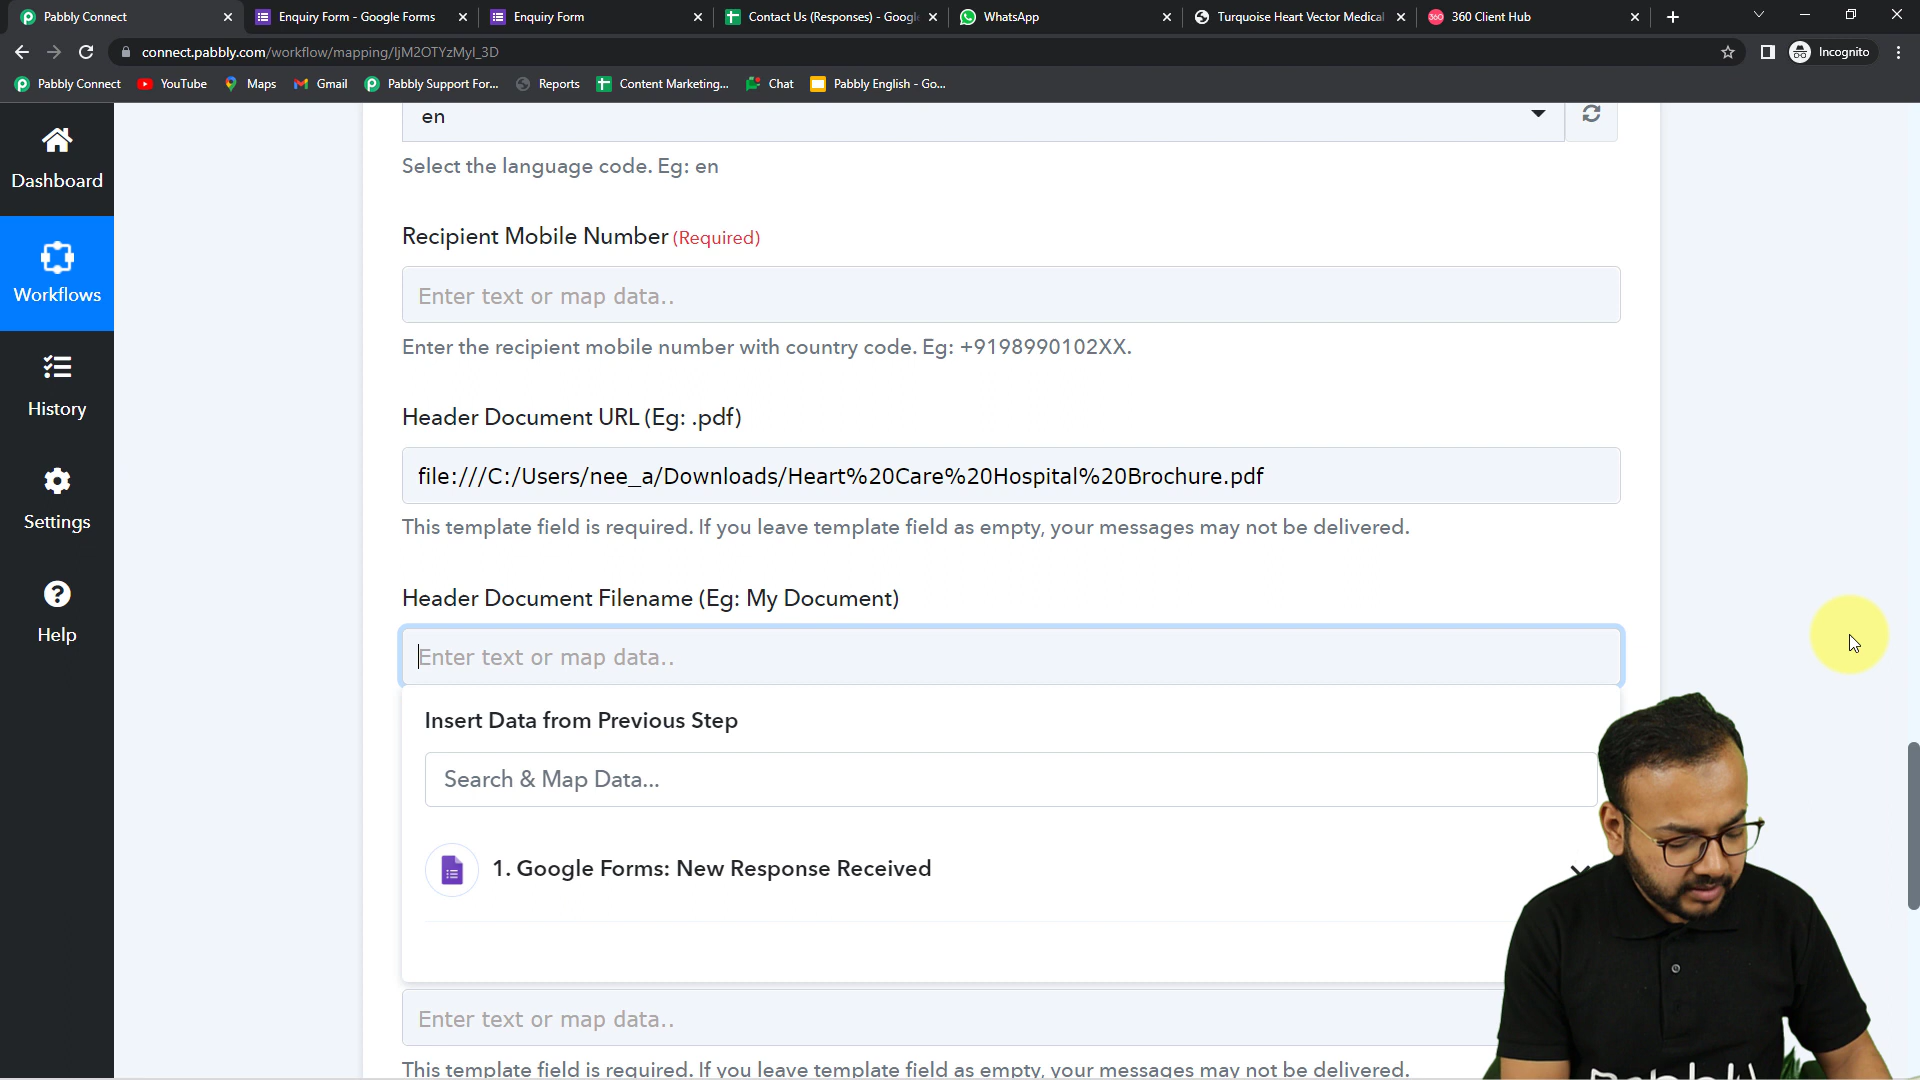 Pabbly Connect
Enquiry Form - Google Forms
Enquiry Form
Contact Us (Responses) - Google
WhatsApp
Turquoise Heart Vector Medical
360 Client Hub
connect.pabbly.com/workflow/mapping/IjM2OTYzMyI_3D
Incognito
Pabbly Connect
YouTube
Maps
Gmail
Pabbly Support For...
Reports
Content Marketing...
Chat
Pabbly English - Go...
Dashboard
Workflows
History
Settings
Help
en
Select the language code. Eg: en
Recipient Mobile Number (Required)
Enter text or map data..
Enter the recipient mobile number with country code. Eg: +9198990102XX.
Header Document URL (Eg: .pdf)
file:///C:/Users/nee_a/Downloads/Heart%20Care%20Hospital%20Brochure.pdf
This template field is required. If you leave template field as empty, your messages may not be delivered.
Header Document Filename (Eg: My Document)
Enter text or map data..
Insert Data from Previous Step
Search & Map Data...
1. Google Forms: New Response Received
Enter text or map data..
This template field is required. If you leave template field as empty, your messages may not be delivered.
Pabbly